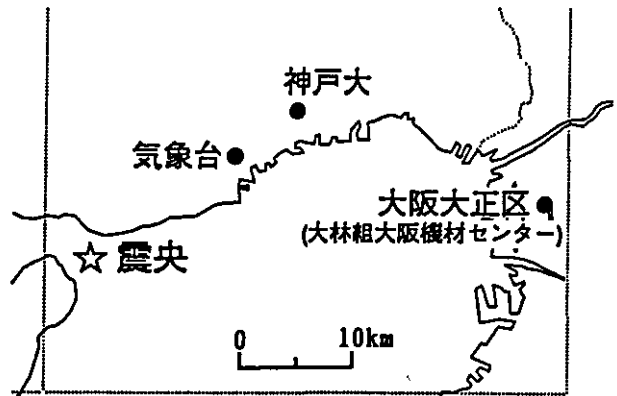 神戸大
気象台
大阪大正区
(大林組大阪機材センター)
震央
0 10km